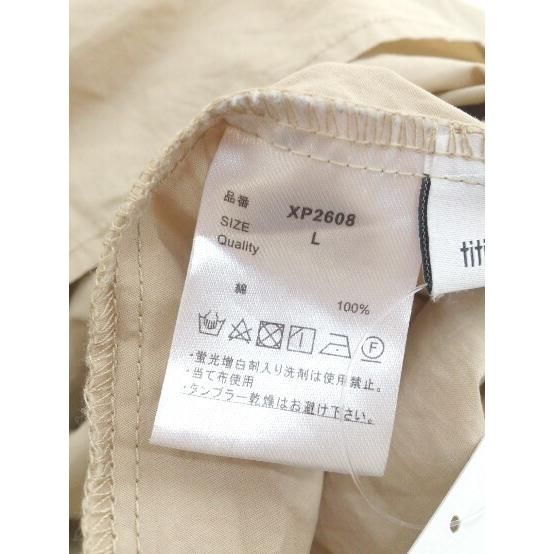 品番 XP2608
SIZE L
Quality
綿 100%
F
・蛍光増白剤入り洗剤は使用禁止。
・当て布使用
・タンブラー乾燥はお避け下さい。
titi